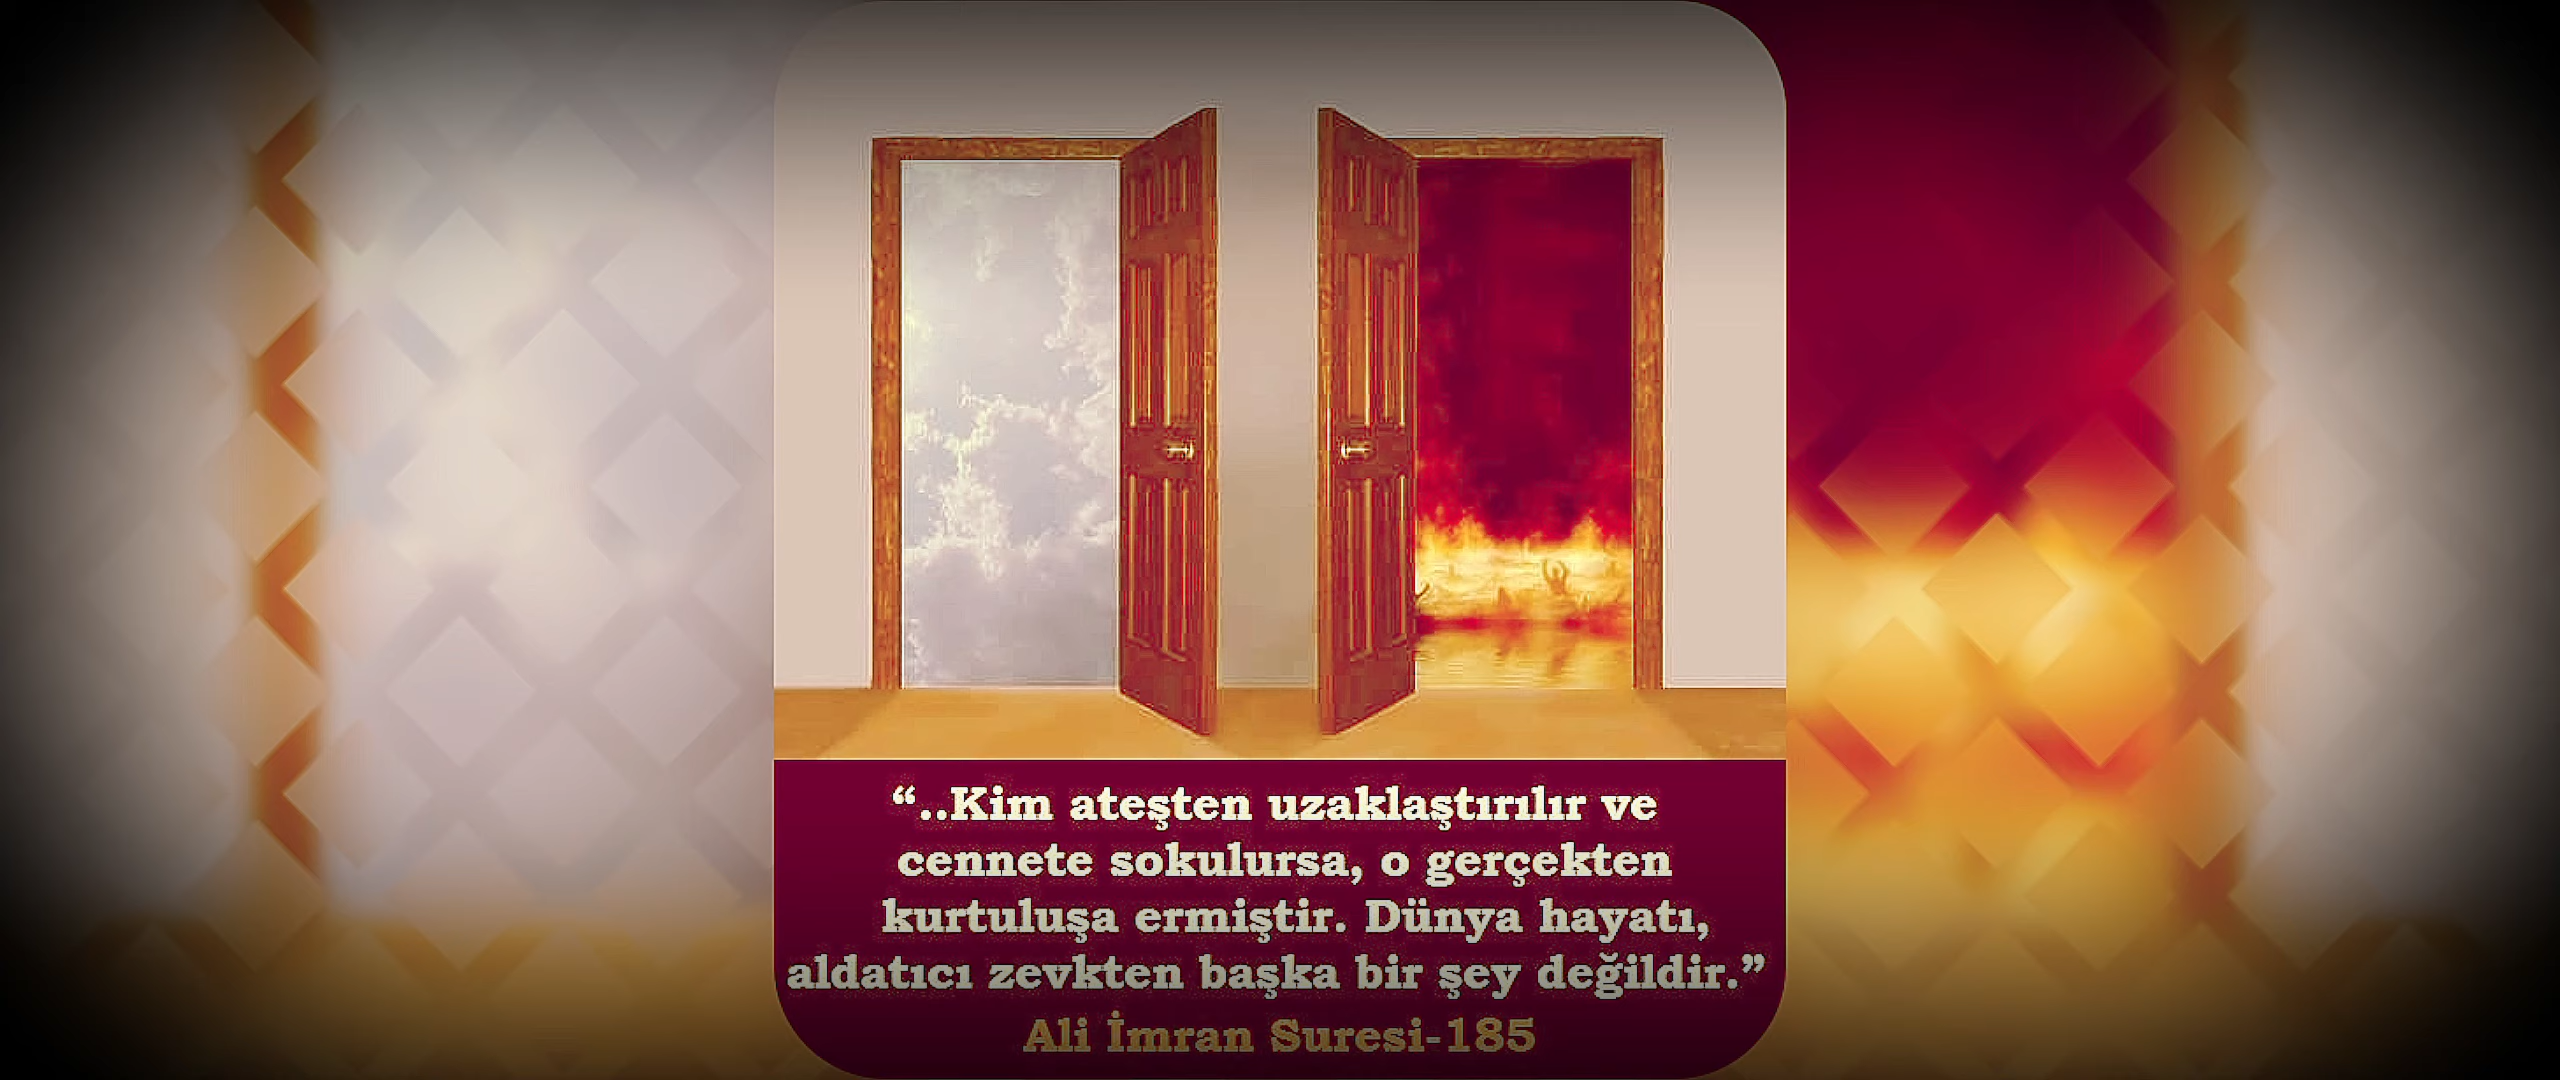 “..Kim ateşten uzaklaştırılır ve
cennete sokulursa, o gerçekten
kurtuluşa ermiştir. Dünya hayatı,
aldatıcı zevkten başka bir şey değildir.”
Ali İmran Suresi-185